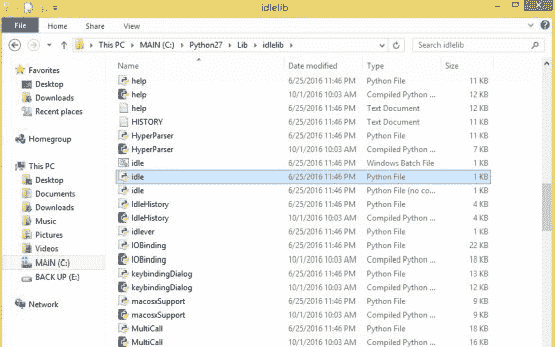 idlelib
File Home Share View
This PC MAIN (C:) Python27 Lib idlelib Search idlelib
Name Date modified Type Size
Favorites
Desktop
Downloads
Recent places
Homegroup
This PC
Desktop
Documents
Downloads
Music
Pictures
Videos
MAIN (C:)
BACK UP (E:)
Network
help 6/25/2016 11:46 PM Python File 11 KB
help 10/1/2016 10:03 AM Compiled Python ... 12 KB
help 6/25/2016 11:46 PM Text Document 12 KB
HISTORY 6/25/2016 11:46 PM Text Document 11 KB
HyperParser 6/25/2016 11:46 PM Python File 11 KB
HyperParser 10/1/2016 10:03 AM Compiled Python ... 7 KB
idle 6/25/2016 11:46 PM Windows Batch File 1 KB
idle 6/25/2016 11:46 PM Python File 1 KB
idle 6/25/2016 11:46 PM Python File (no co... 1 KB
IdleHistory 6/25/2016 11:46 PM Python File 4 KB
IdleHistory 10/1/2016 10:03 AM Compiled Python ... 4 KB
idlever 6/25/2016 11:46 PM Python File 1 KB
IOBinding 6/25/2016 11:46 PM Python File 22 KB
IOBinding 10/1/2016 10:03 AM Compiled Python ... 18 KB
keybindingDialog 6/25/2016 11:46 PM Python File 13 KB
keybindingDialog 10/1/2016 10:03 AM Compiled Python ... 12 KB
macosxSupport 6/25/2016 11:46 PM Python File 9 KB
macosxSupport 10/1/2016 10:03 AM Compiled Python ... 9 KB
MultiCall 6/25/2016 11:46 PM Python File 18 KB
MultiCall 10/1/2016 10:03 AM Compiled Python ... 17 KB